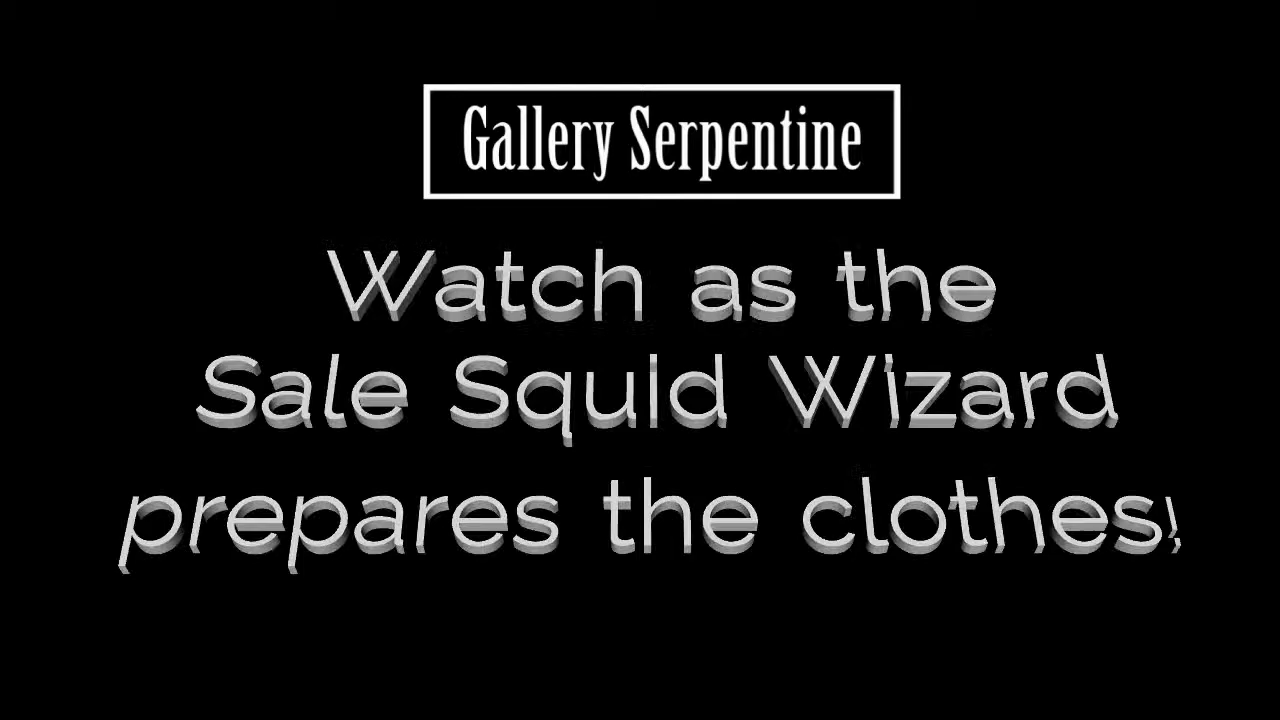 Gallery Serpentine
Watch as the
Sale Squid Wizard
prepares the clothes!